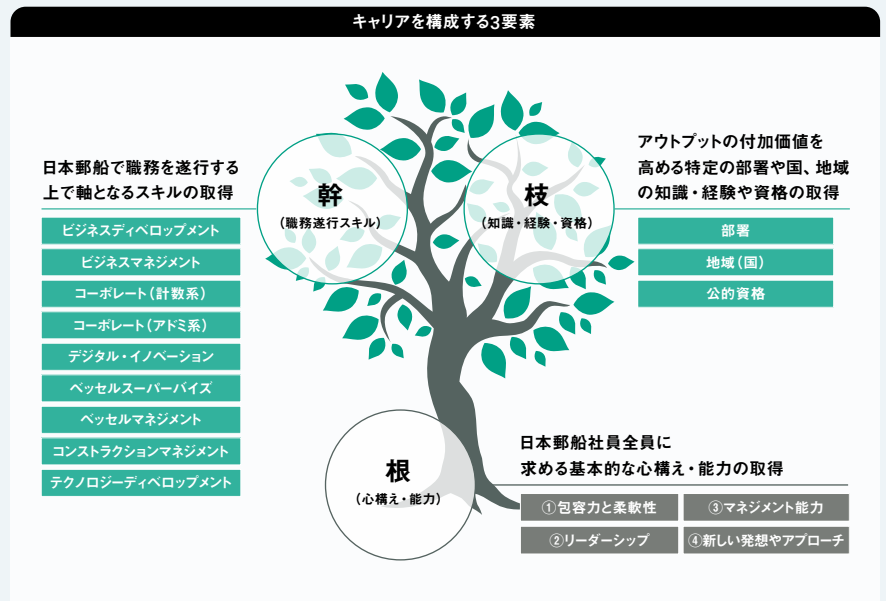 キャリアを構成する3要素
日本郵船で職務を遂行する
上で軸となるスキルの取得
幹
(職務遂行スキル)
ビジネスディベロップメント
ビジネスマネジメント
コーポレート(計数系)
コーポレート(アドミ系)
デジタル・イノベーション
ベッセルスーパーバイズ
ベッセルマネジメント
コンストラクションマネジメント
テクノロジーディベロップメント
アウトプットの付加価値を
高める特定の部署や国、地域
の知識・経験や資格の取得
枝
(知識・経験・資格)
部署
地域(国)
公的資格
根
(心構え・能力)
日本郵船社員全員に
求める基本的な心構え・能力の取得
①包容力と柔軟性
②リーダーシップ
③マネジメント能力
④新しい発想やアプローチ